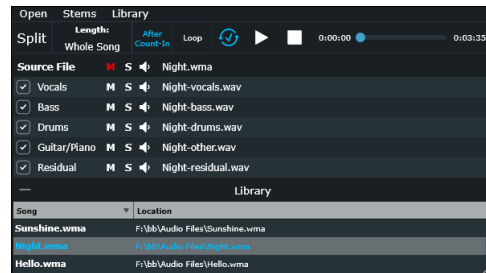 Open Stems Library
Split Length: Whole Song After Count-In Loop 0:00:00 0:03:35
Source File M S Night.wma
Vocals M S Night-vocals.wav
Bass M S Night-bass.wav
Drums M S Night-drums.wav
Guitar/Piano M S Night-other.wav
Residual M S Night-residual.wav
Library
Song Location
Sunshine.wma F:\bb\Audio Files\Sunshine.wma
Night.wma F:\bb\Audio Files\Night.wma
Hello.wma F:\bb\Audio Files\Hello.wma